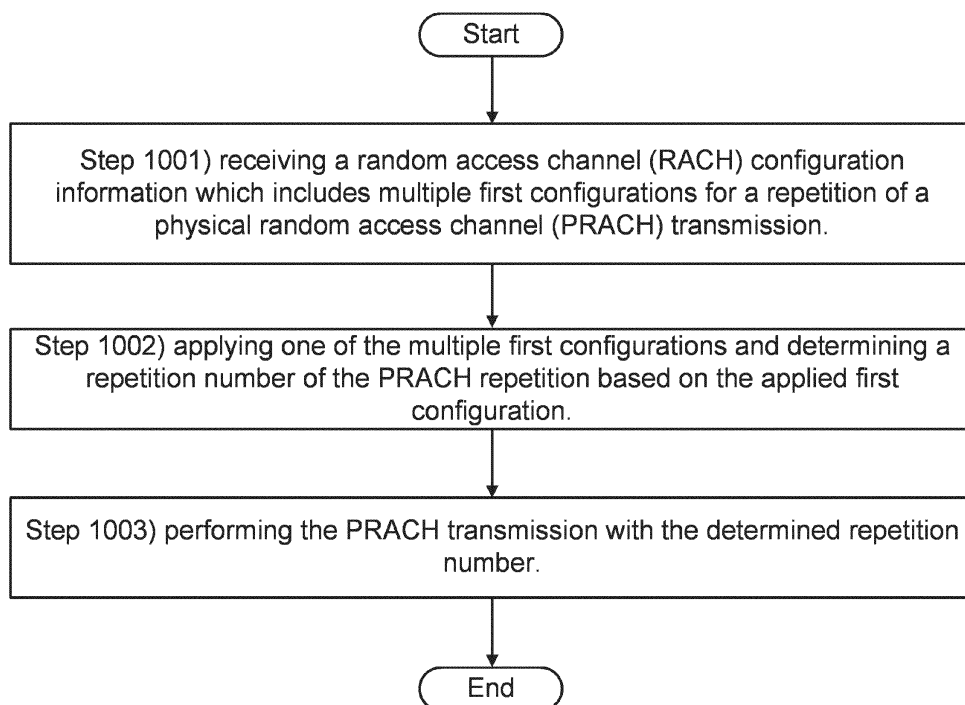 Start
Step 1001) receiving a random access channel (RACH) configuration
information which includes multiple first configurations for a repetition of a
physical random access channel (PRACH) transmission.
Step 1002) applying one of the multiple first configurations and determining a
repetition number of the PRACH repetition based on the applied first
configuration.
Step 1003) performing the PRACH transmission with the determined repetition
number.
End